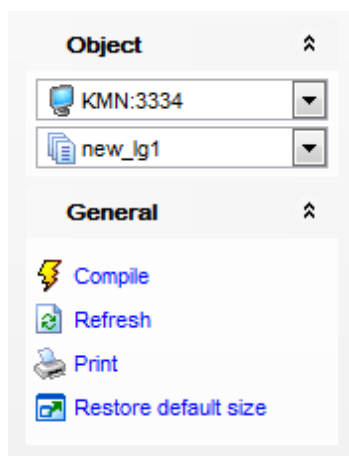 Object
KMN:3334
new_lg1
General
Compile
Refresh
Print
Restore default size